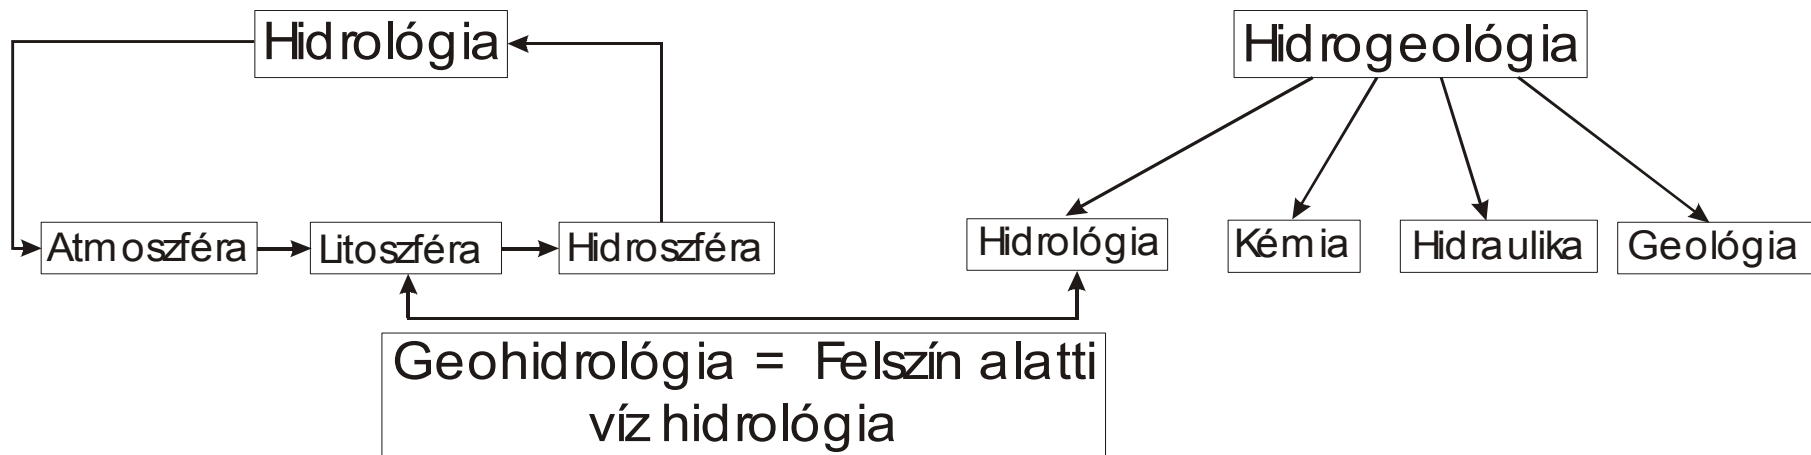 Hidrológia
Hidrogeológia
Atmoszféra
Litoszféra
Hidroszféra
Hidrológia
Kémia
Hidraulika
Geológia
Geohidrológia = Felszín alatti
víz hidrológia